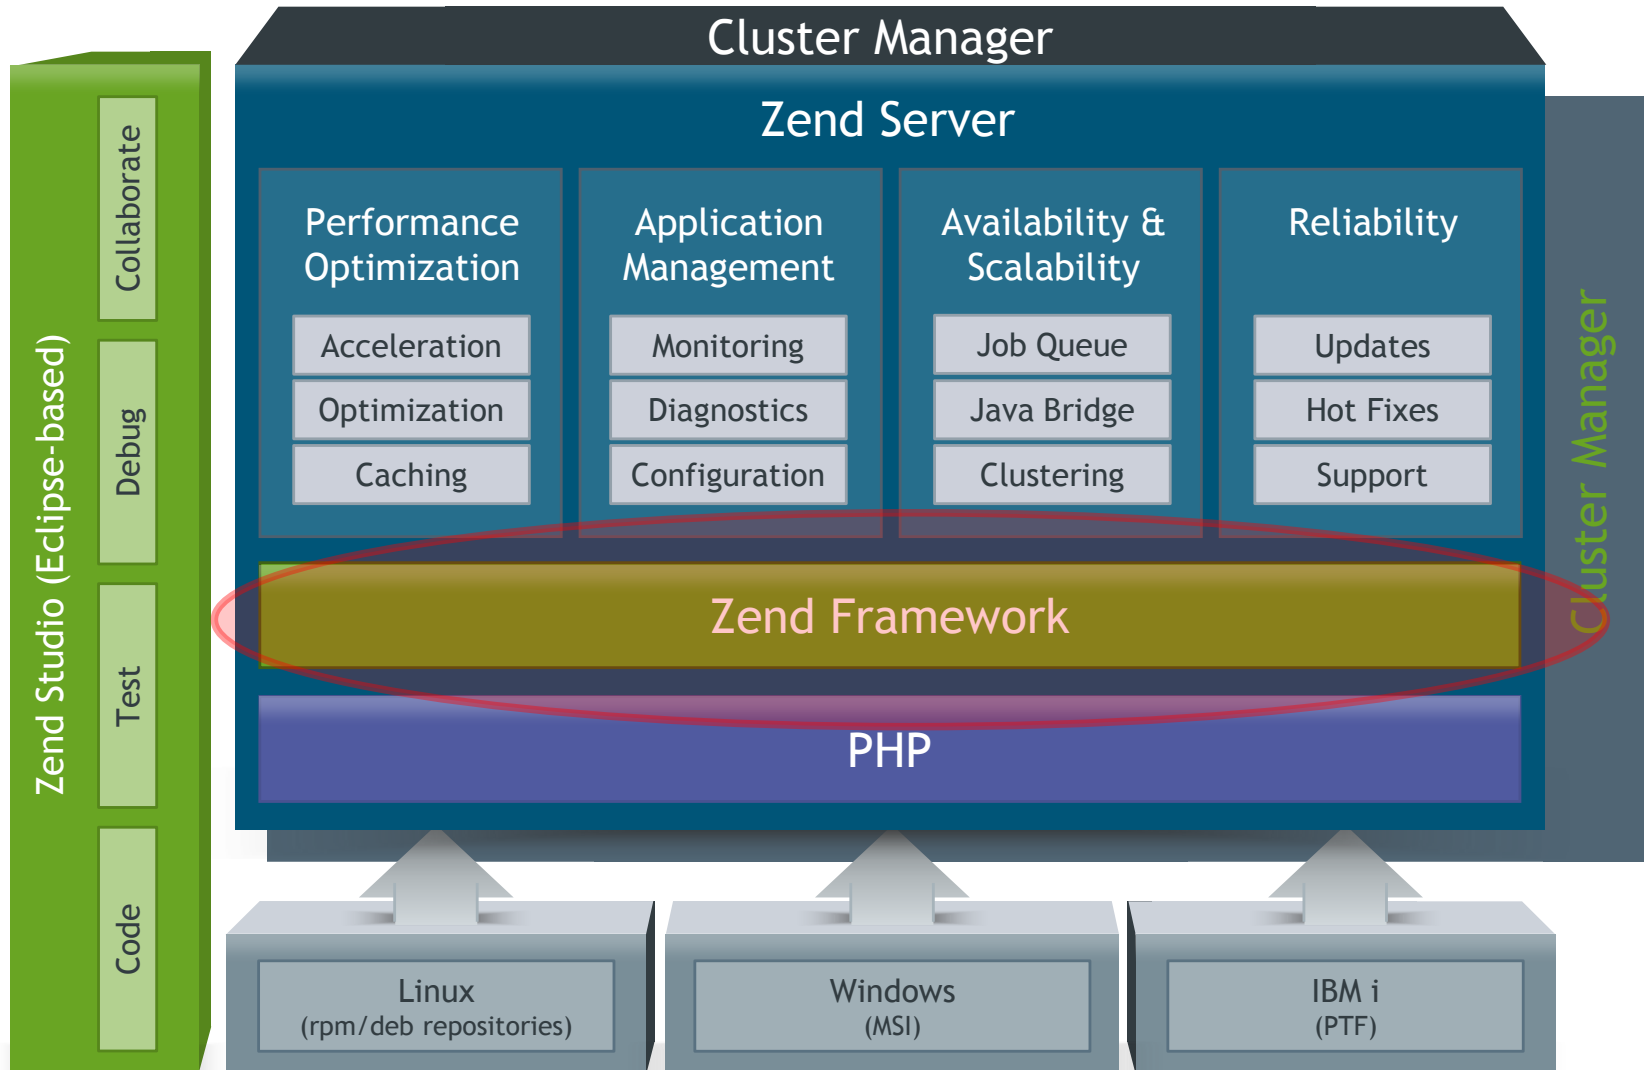 Cluster Manager
Zend Server
Zend Studio (Eclipse-based)
Collaborate
Debug
Test
Code
Performance
Optimization
Acceleration
Optimization
Caching
Application
Management
Monitoring
Diagnostics
Configuration
Availability &
Scalability
Job Queue
Java Bridge
Clustering
Reliability
Updates
Hot Fixes
Support
Cluster Manager
Zend Framework
PHP
Linux
(rpm/deb repositories)
Windows
(MSI)
IBM i
(PTF)